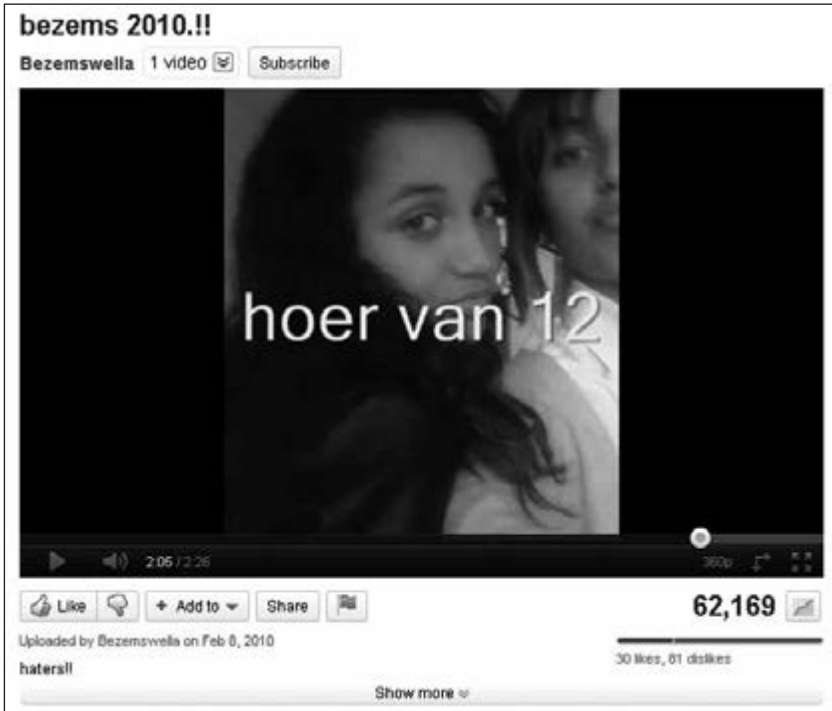 bezems 2010.!!
Bezemswella 1 video Subscribe
hoer van 12
2:05 / 2:26 360p
Like + Add to Share 62,169
Uploaded by Bezemswella on Feb 8, 2010
30 likes, 81 dislikes
haters!!
Show more